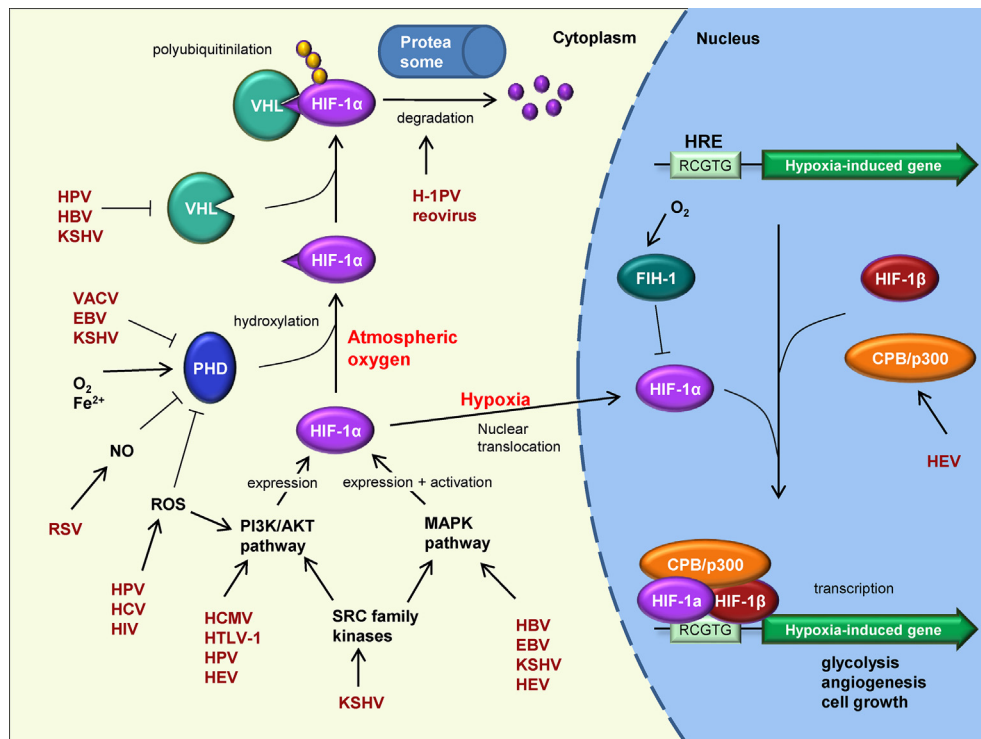 polyubiquitinilation
Protea
some
Cytoplasm
Nucleus
VHL
HIF-1α
degradation
HRE
RCGTG
Hypoxia-induced gene
HPV
HBV
KSHV
VHL
H-1PV
reovirus
O₂
HIF-1α
FIH-1
HIF-1β
VACV
EBV
KSHV
hydroxylation
Atmospheric
oxygen
PHD
O₂
Fe²⁺
CPB/p300
HIF-1α
Hypoxia
HIF-1α
Nuclear
translocation
NO
HEV
expression
expression + activation
RSV
ROS
PI3K/AKT
pathway
MAPK
pathway
HPV
HCV
HIV
HCMV
HTLV-1
HPV
HEV
SRC family
kinases
KSHV
HBV
EBV
KSHV
HEV
CPB/p300
HIF-1a
HIF-1β
transcription
RCGTG
Hypoxia-induced gene
glycolysis
angiogenesis
cell growth